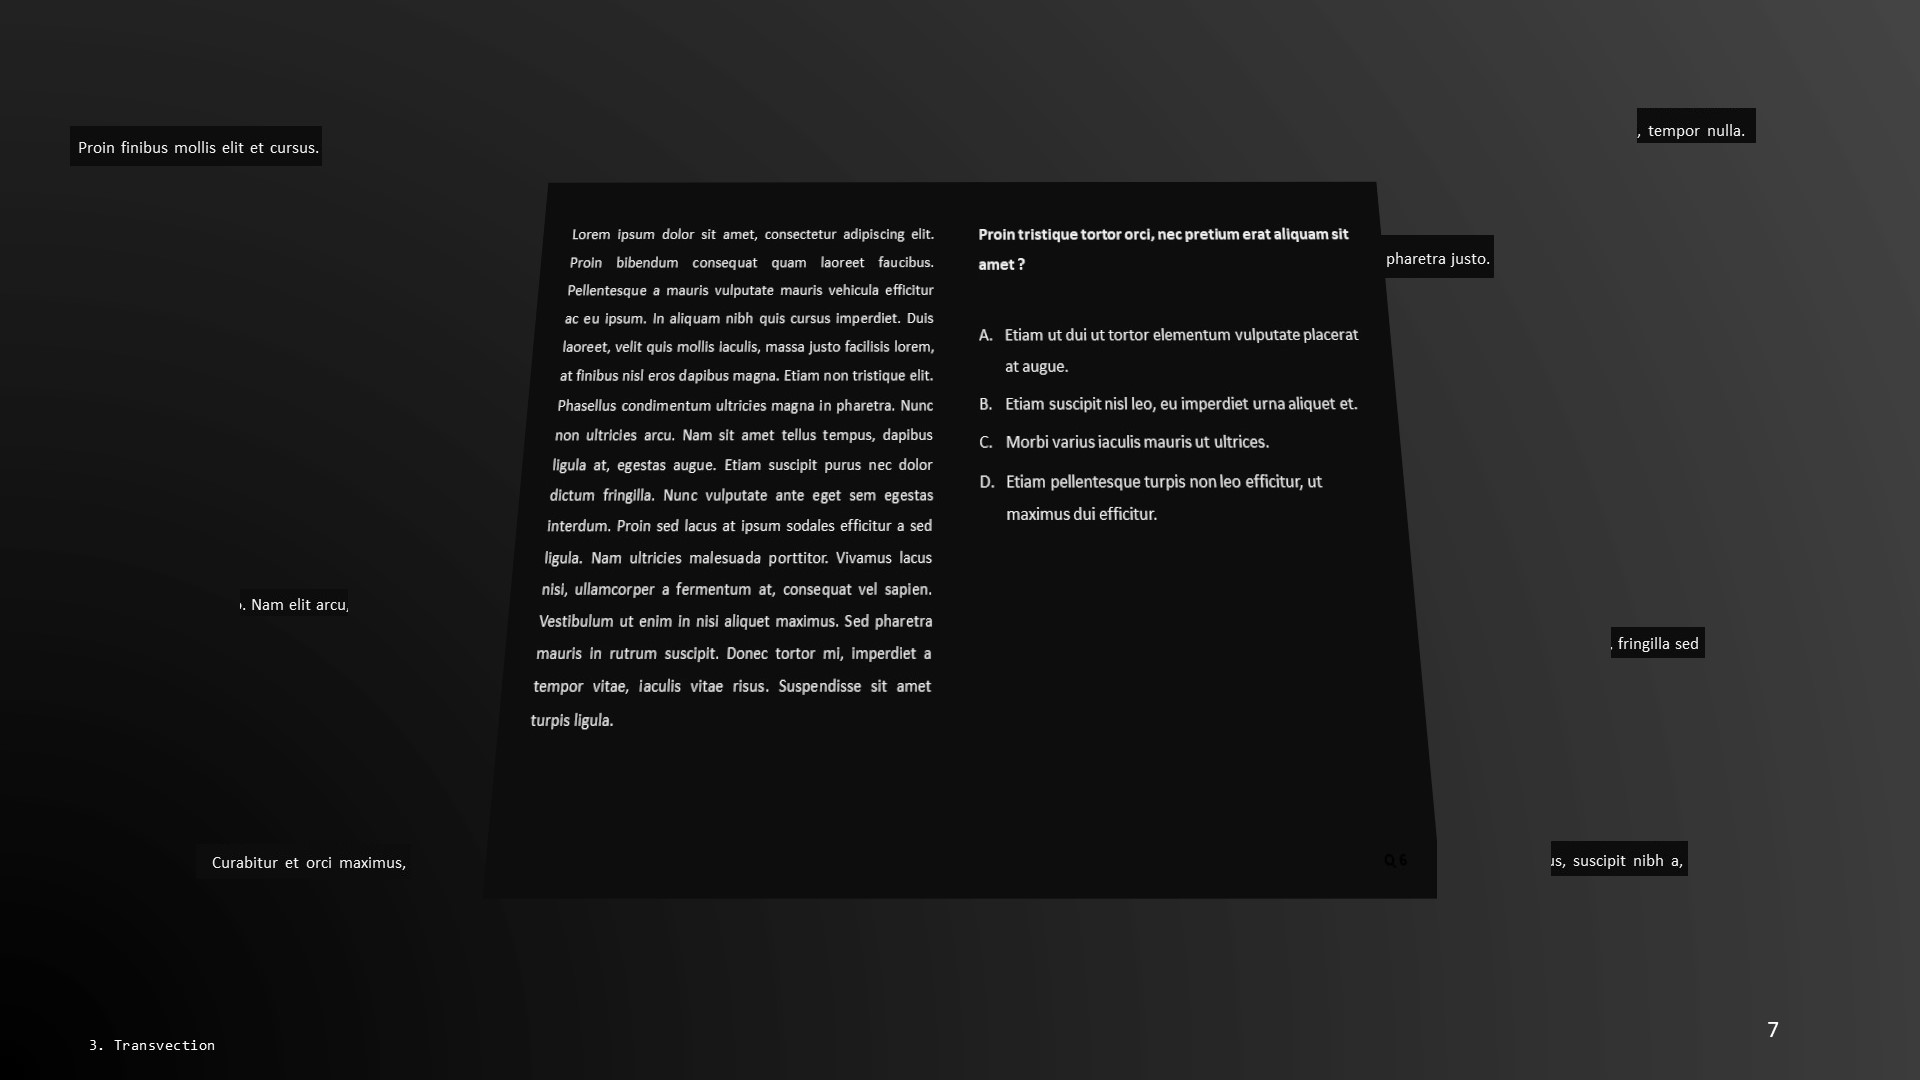 Proin finibus mollis elit et cursus.
, tempor nulla.
pharetra justo.
Lorem ipsum dolor sit amet, consectetur adipiscing elit.
Proin bibendum consequat quam laoreet faucibus.
Pellentesque a mauris vulputate mauris vehicula efficitur
ac eu ipsum. In aliquam nibh quis cursus imperdiet. Duis
laoreet, velit quis mollis iaculis, massa justo facilisis lorem,
at finibus nisl eros dapibus magna. Etiam non tristique elit.
Phasellus condimentum ultricies magna in pharetra. Nunc
non ultricies arcu. Nam sit amet tellus tempus, dapibus
ligula at, egestas augue. Etiam suscipit purus nec dolor
dictum fringilla. Nunc vulputate ante eget sem egestas
interdum. Proin sed lacus at ipsum sodales efficitur a sed
ligula. Nam ultricies malesuada porttitor. Vivamus lacus
nisi, ullamcorper a fermentum at, consequat vel sapien.
Vestibulum ut enim in nisi aliquet maximus. Sed pharetra
mauris in rutrum suscipit. Donec tortor mi, imperdiet a
tempor vitae, iaculis vitae risus. Suspendisse sit amet
turpis ligula.
Proin tristique tortor orci, nec pretium erat aliquam sit
amet ?
A. Etiam ut dui ut tortor elementum vulputate placerat
at augue.
B. Etiam suscipit nisl leo, eu imperdiet urna aliquet et.
C. Morbi varius iaculis mauris ut ultrices.
D. Etiam pellentesque turpis non leo efficitur, ut
maximus dui efficitur.
. Nam elit arcu,
, fringilla sed
Curabitur et orci maximus,
us, suscipit nibh a,
Q 6
3. Transvection
7